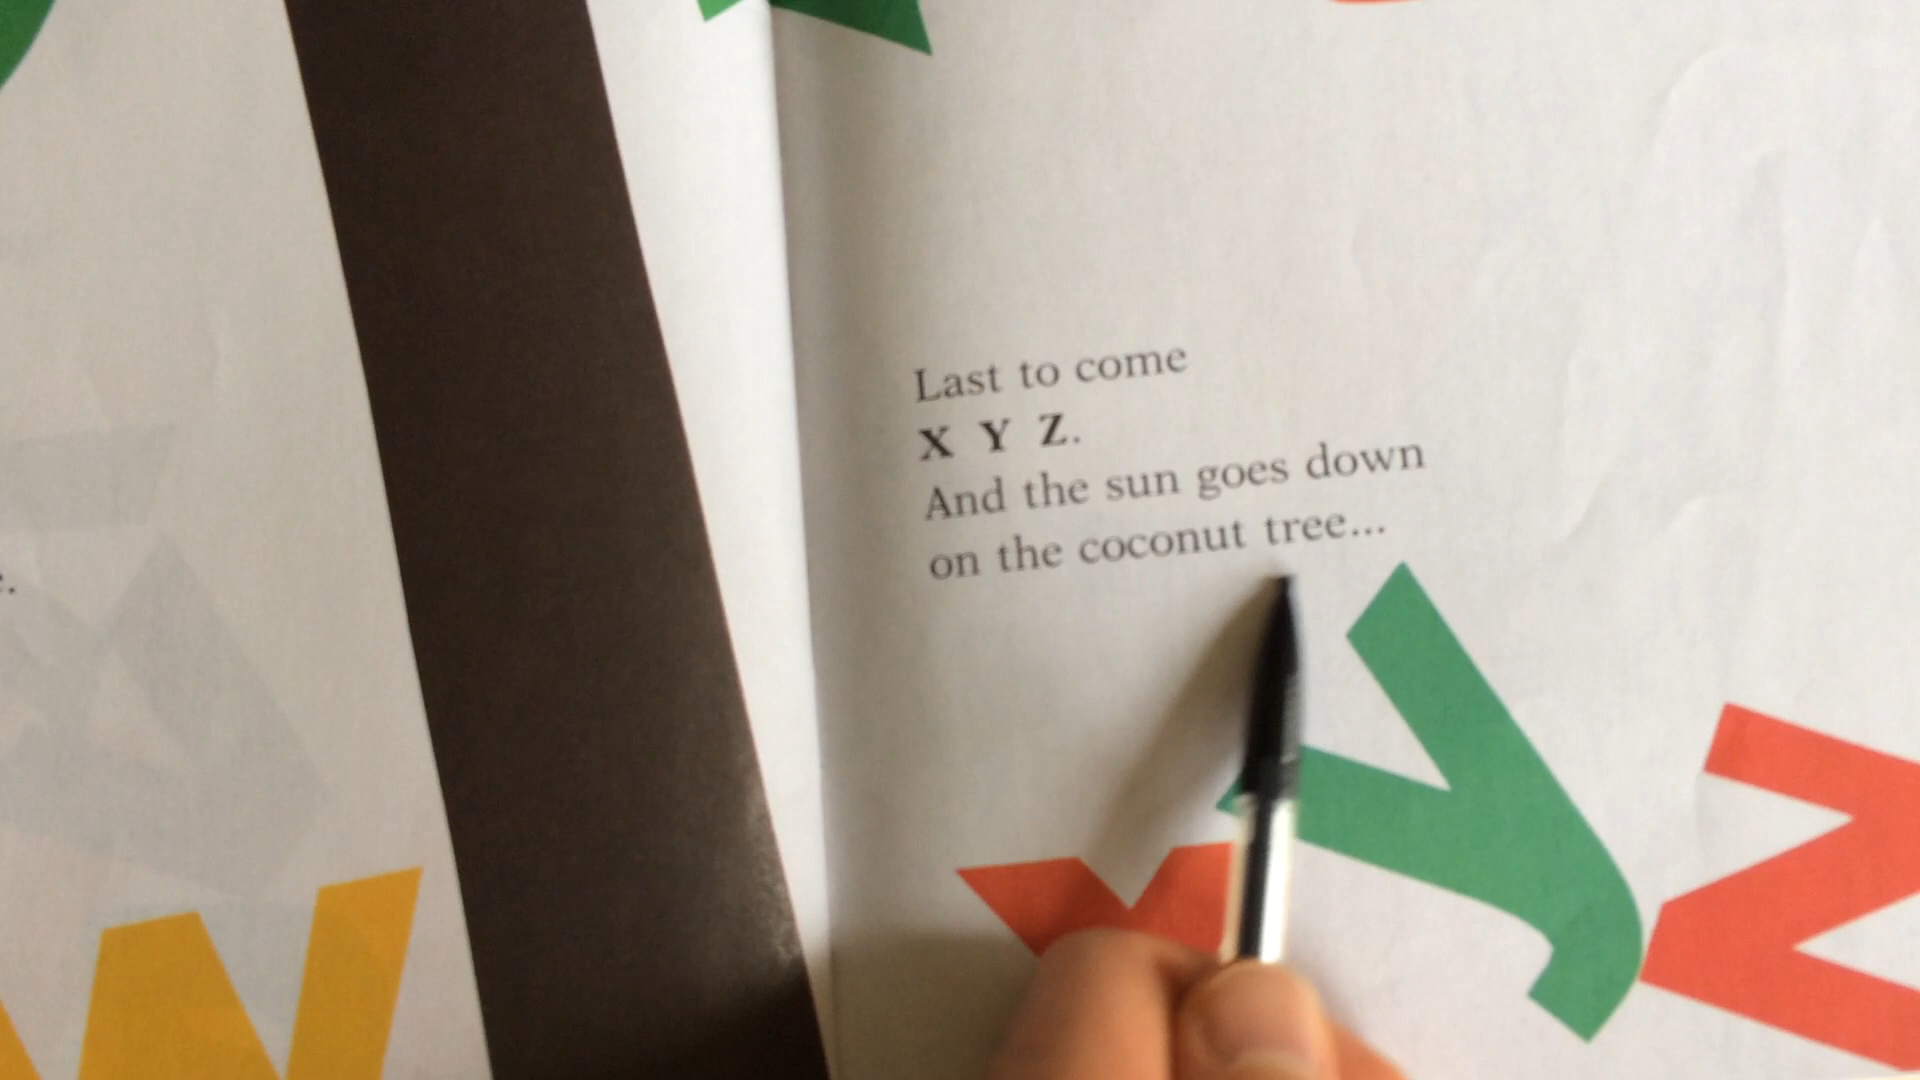 Last to come
X Y Z.
And the sun goes down
on the coconut tree...
w
x
y
z